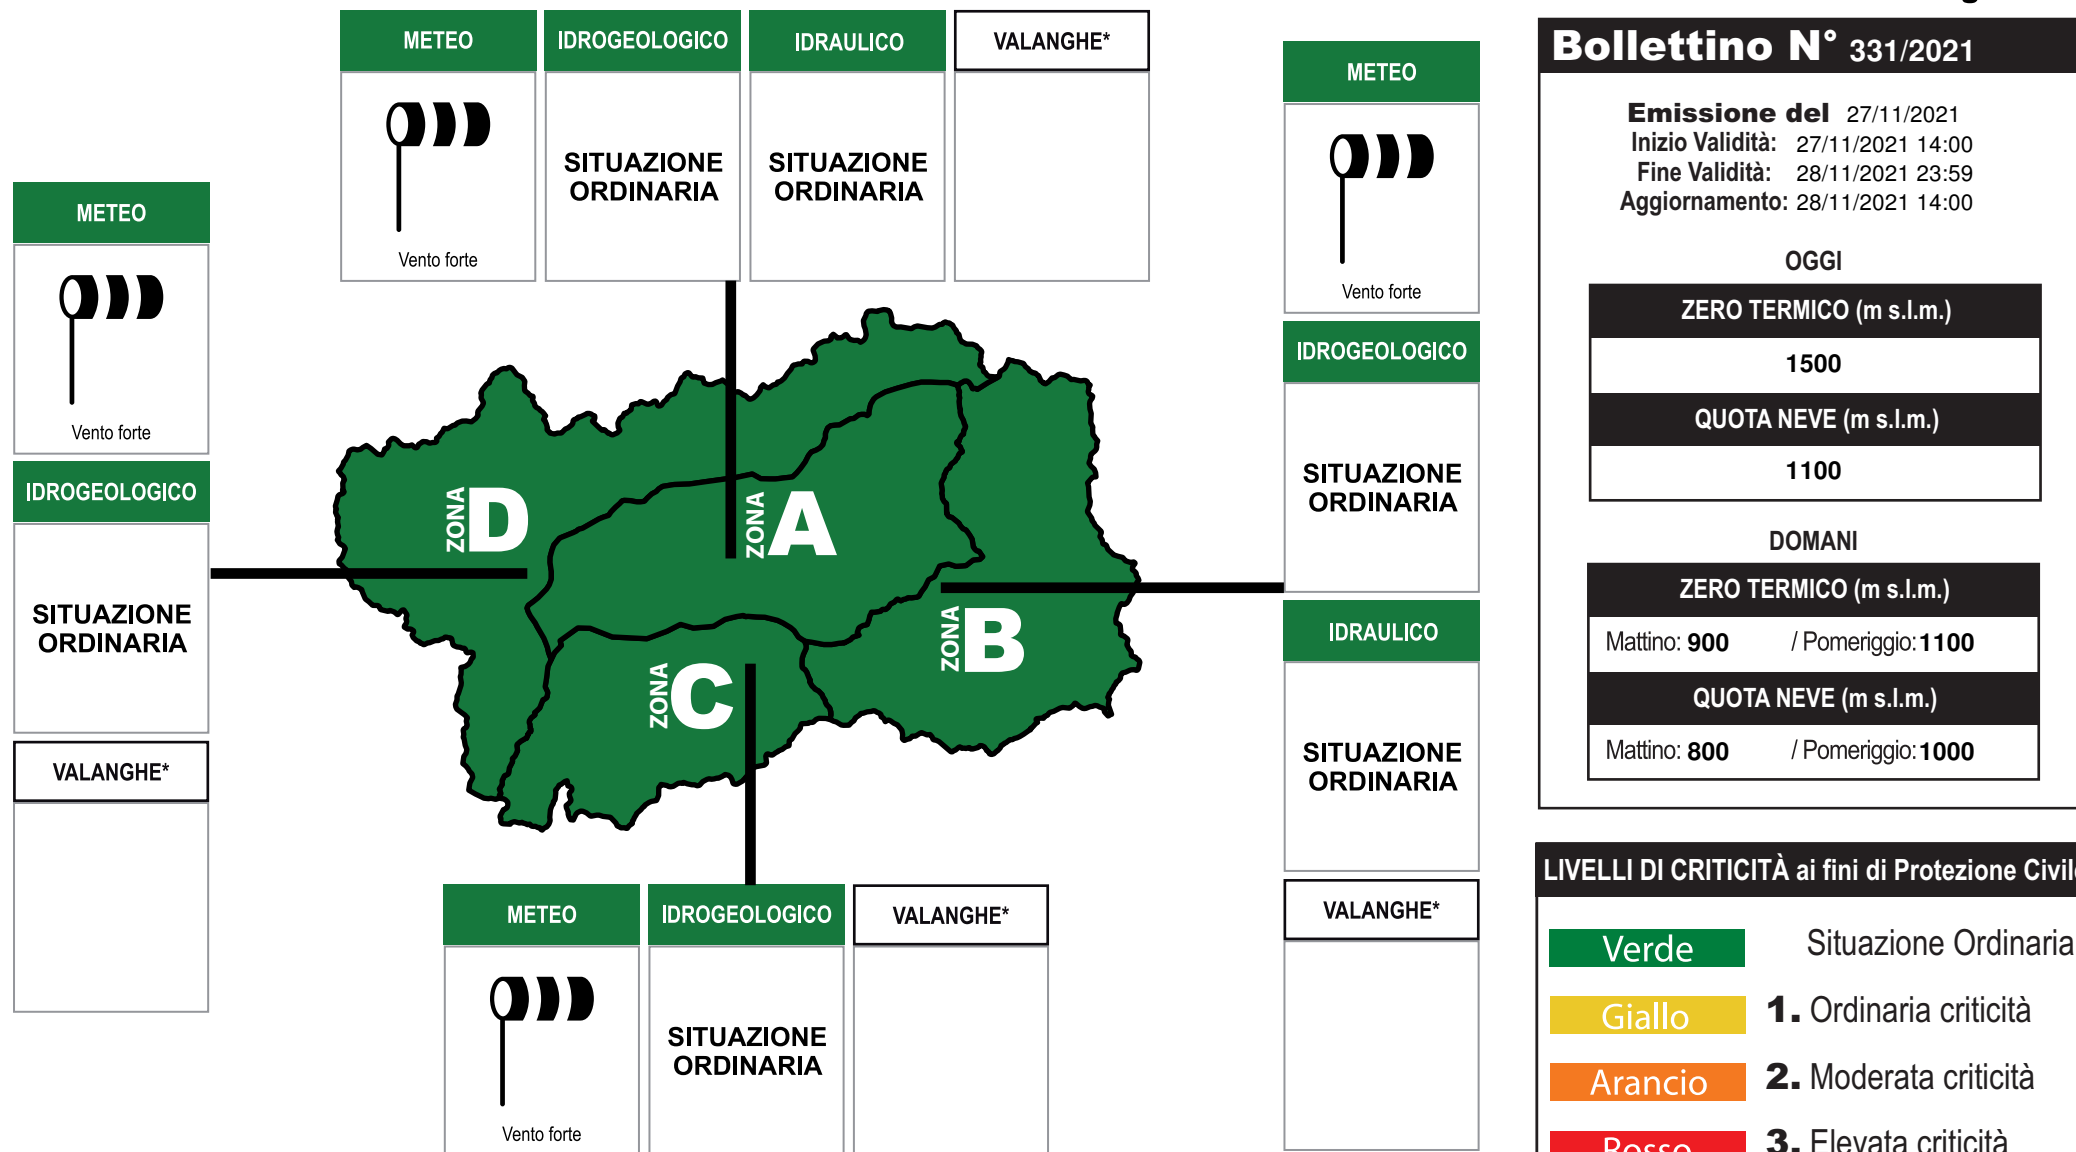 METEO
IDROGEOLOGICO
IDRAULICO
VALANGHE*
Vento forte
SITUAZIONE
ORDINARIA
SITUAZIONE
ORDINARIA
METEO
Vento forte
IDROGEOLOGICO
SITUAZIONE
ORDINARIA
VALANGHE*
METEO
Vento forte
IDROGEOLOGICO
SITUAZIONE
ORDINARIA
IDRAULICO
SITUAZIONE
ORDINARIA
VALANGHE*
ZONA D
ZONA A
ZONA B
ZONA C
METEO
IDROGEOLOGICO
VALANGHE*
Vento forte
SITUAZIONE
ORDINARIA
Bollettino N° 331/2021
Emissione del 27/11/2021
Inizio Validità: 27/11/2021 14:00
Fine Validità: 28/11/2021 23:59
Aggiornamento: 28/11/2021 14:00
OGGI
ZERO TERMICO (m s.l.m.)
1500
QUOTA NEVE (m s.l.m.)
1100
DOMANI
ZERO TERMICO (m s.l.m.)
Mattino: 900 / Pomeriggio: 1100
QUOTA NEVE (m s.l.m.)
Mattino: 800 / Pomeriggio: 1000
LIVELLI DI CRITICITÀ ai fini di Protezione Civile
Verde Situazione Ordinaria
Giallo 1. Ordinaria criticità
Arancio 2. Moderata criticità
Rosso 3. Elevata criticità